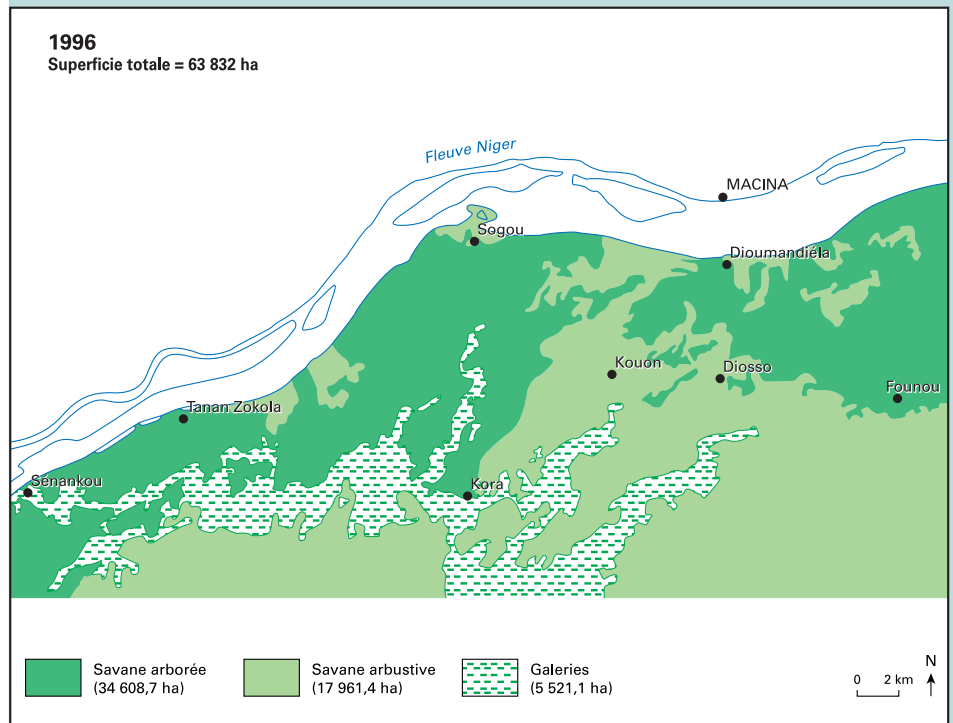 1996
Superficie totale = 63 832 ha
Fleuve Niger
MACINA
Sogou
Dioumandiéla
Kouon
Diosso
Founou
Tanan Zokola
Sénankou
Kora
Savane arborée
(34 608,7 ha)
Savane arbustive
(17 961,4 ha)
Galeries
(5 521,1 ha)
N
0 2 km